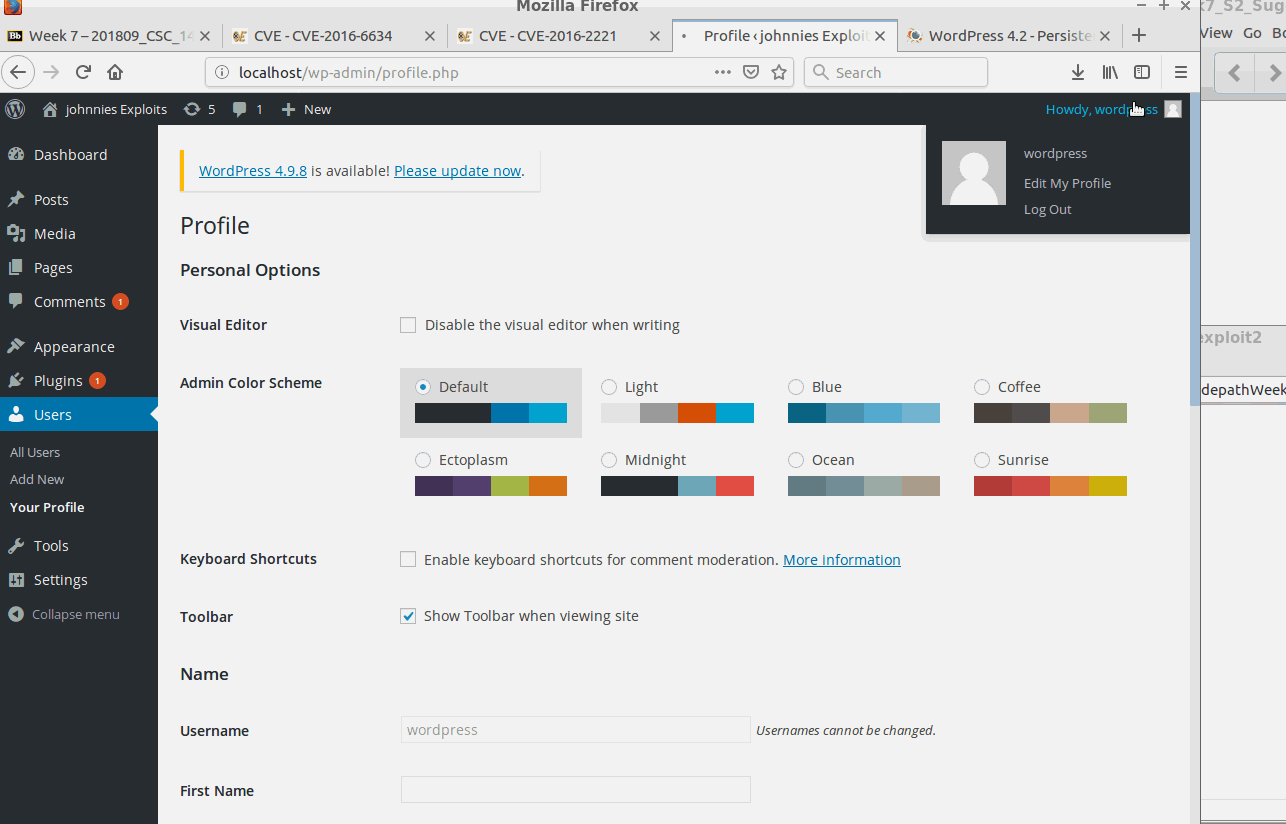 Mozilla Firefox
k7_S2_Sug
Week 7 – 201809_CSC_14
CVE - CVE-2016-6634
CVE - CVE-2016-2221
Profile ‹ johnnies Exploit
WordPress 4.2 - Persiste
View Go Bo
localhost/wp-admin/profile.php
Search
johnnies Exploits
5
1
New
Howdy, wordpress
wordpress
Edit My Profile
Log Out
Dashboard
Posts
Media
Pages
Comments 1
Appearance
Plugins 1
Users
All Users
Add New
Your Profile
Tools
Settings
Collapse menu
WordPress 4.9.8 is available! Please update now.
Profile
Personal Options
Visual Editor
Disable the visual editor when writing
Admin Color Scheme
Default
Light
Blue
Coffee
Ectoplasm
Midnight
Ocean
Sunrise
Keyboard Shortcuts
Enable keyboard shortcuts for comment moderation. More information
Toolbar
Show Toolbar when viewing site
Name
Username
wordpress
Usernames cannot be changed.
First Name
exploit2
depathWeek